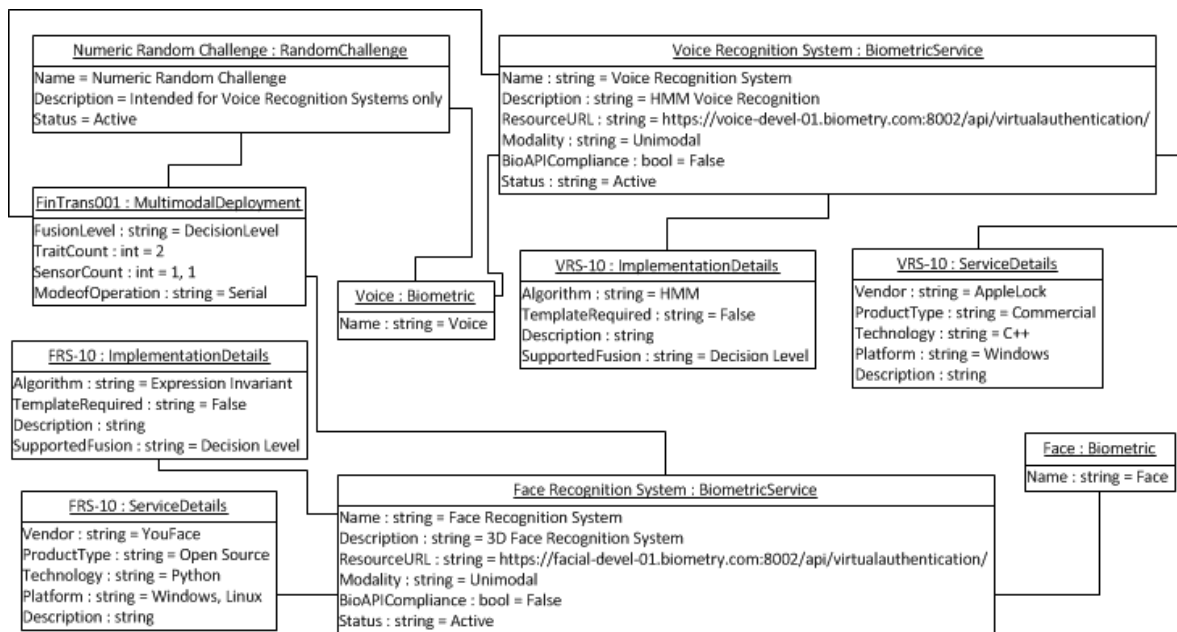 Numeric Random Challenge : RandomChallenge
Name = Numeric Random Challenge
Description = Intended for Voice Recognition Systems only
Status = Active
Voice Recognition System : BiometricService
Name : string = Voice Recognition System
Description : string = HMM Voice Recognition
ResourceURL : string = https://voice-devel-01.biometry.com:8002/api/virtualauthentication/
Modality : string = Unimodal
BioAPICompliance : bool = False
Status : string = Active
FinTrans001 : MultimodalDeployment
FusionLevel : string = DecisionLevel
TraitCount : int = 2
SensorCount : int = 1, 1
ModeofOperation : string = Serial
Voice : Biometric
Name : string = Voice
VRS-10 : ImplementationDetails
Algorithm : string = HMM
TemplateRequired : string = False
Description : string
SupportedFusion : string = Decision Level
VRS-10 : ServiceDetails
Vendor : string = AppleLock
ProductType : string = Commercial
Technology : string = C++
Platform : string = Windows
Description : string
FRS-10 : ImplementationDetails
Algorithm : string = Expression Invariant
TemplateRequired : string = False
Description : string
SupportedFusion : string = Decision Level
Face : Biometric
Name : string = Face
FRS-10 : ServiceDetails
Vendor : string = YouFace
ProductType : string = Open Source
Technology : string = Python
Platform : string = Windows, Linux
Description : string
Face Recognition System : BiometricService
Name : string = Face Recognition System
Description : string = 3D Face Recognition System
ResourceURL : string = https://facial-devel-01.biometry.com:8002/api/virtualauthentication/
Modality : string = Unimodal
BioAPICompliance : bool = False
Status : string = Active